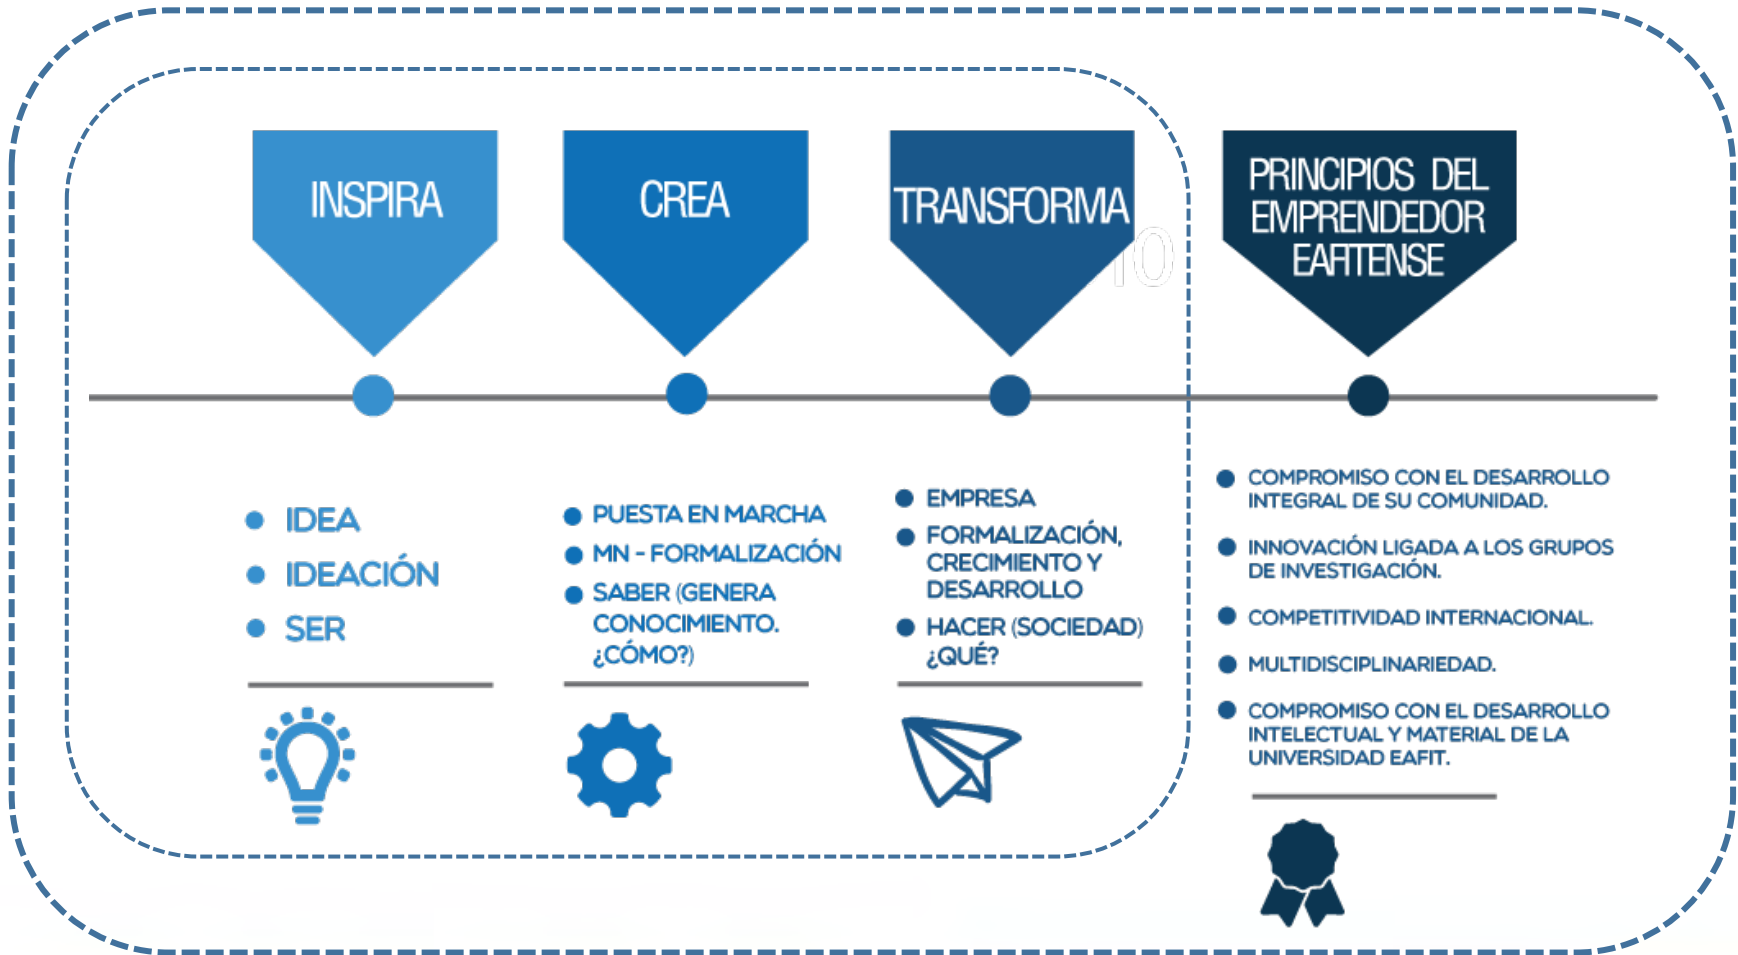 INSPIRA
CREA
TRANSFORMA
PRINCIPIOS DEL
EMPRENDEDOR
EAFITENSE
10
IDEA
IDEACIÓN
SER
PUESTA EN MARCHA
MN - FORMALIZACIÓN
SABER (GENERA
CONOCIMIENTO.
¿CÓMO?)
EMPRESA
FORMALIZACIÓN,
CRECIMIENTO Y
DESARROLLO
HACER (SOCIEDAD)
¿QUÉ?
COMPROMISO CON EL DESARROLLO
INTEGRAL DE SU COMUNIDAD.
INNOVACIÓN LIGADA A LOS GRUPOS
DE INVESTIGACIÓN.
COMPETITIVIDAD INTERNACIONAL.
MULTIDISCIPLINARIEDAD.
COMPROMISO CON EL DESARROLLO
INTELECTUAL Y MATERIAL DE LA
UNIVERSIDAD EAFIT.